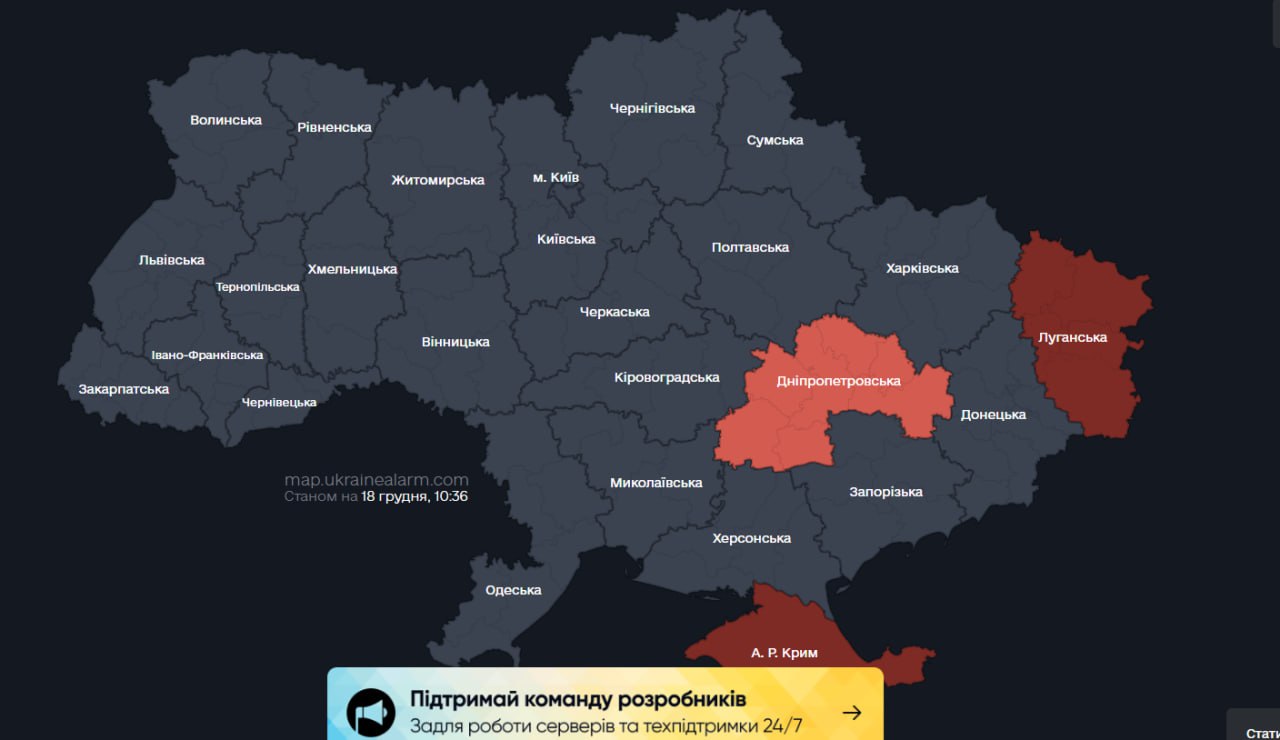 Чернігівська
Волинська
Рівненська
Сумська
Житомирська
м. Київ
Київська
Полтавська
Львівська
Хмельницька
Харківська
Тернопільська
Черкаська
Луганська
Вінницька
Івано-Франківська
Кіровоградська
Дніпропетровська
Закарпатська
Чернівецька
Донецька
map.ukrainealarm.com
Станом на 18 грудня, 10:36
Миколаївська
Запорізька
Херсонська
Одеська
А. Р. Крим
Підтримай команду розробників
Задля роботи серверів та техпідтримки 24/7